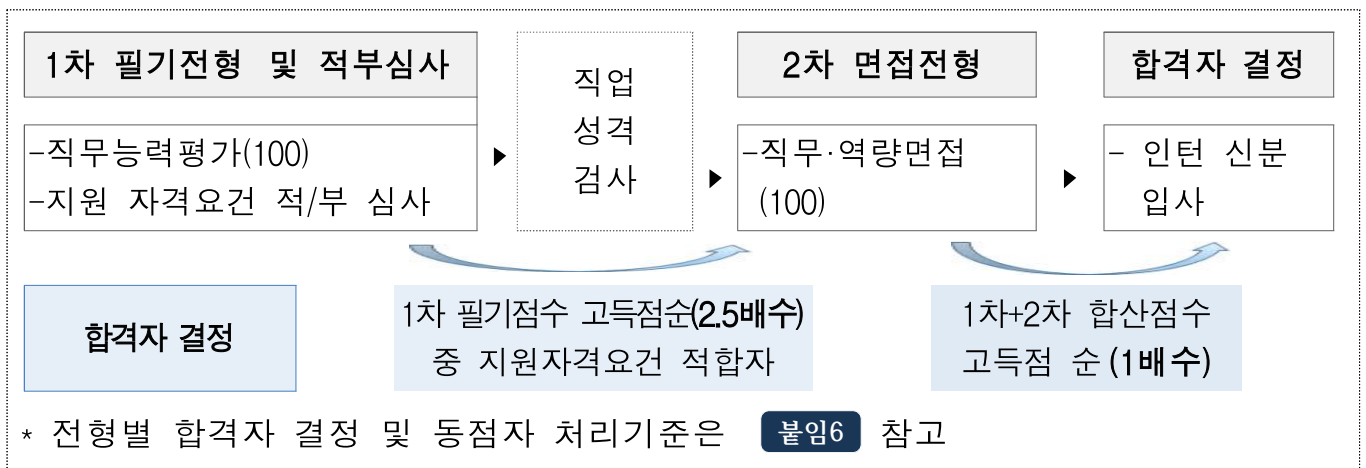 1차 필기전형 및 적부심사
-직무능력평가(100)
-지원 자격요건 적/부 심사
▶
직업
성격
검사
▶
2차 면접전형
-직무·역량면접
(100)
▶
합격자 결정
- 인턴 신분
입사
합격자 결정
1차 필기점수 고득점순(2.5배수)
중 지원자격요건 적합자
1차+2차 합산점수
고득점 순 (1배수)
* 전형별 합격자 결정 및 동점자 처리기준은 붙임6 참고